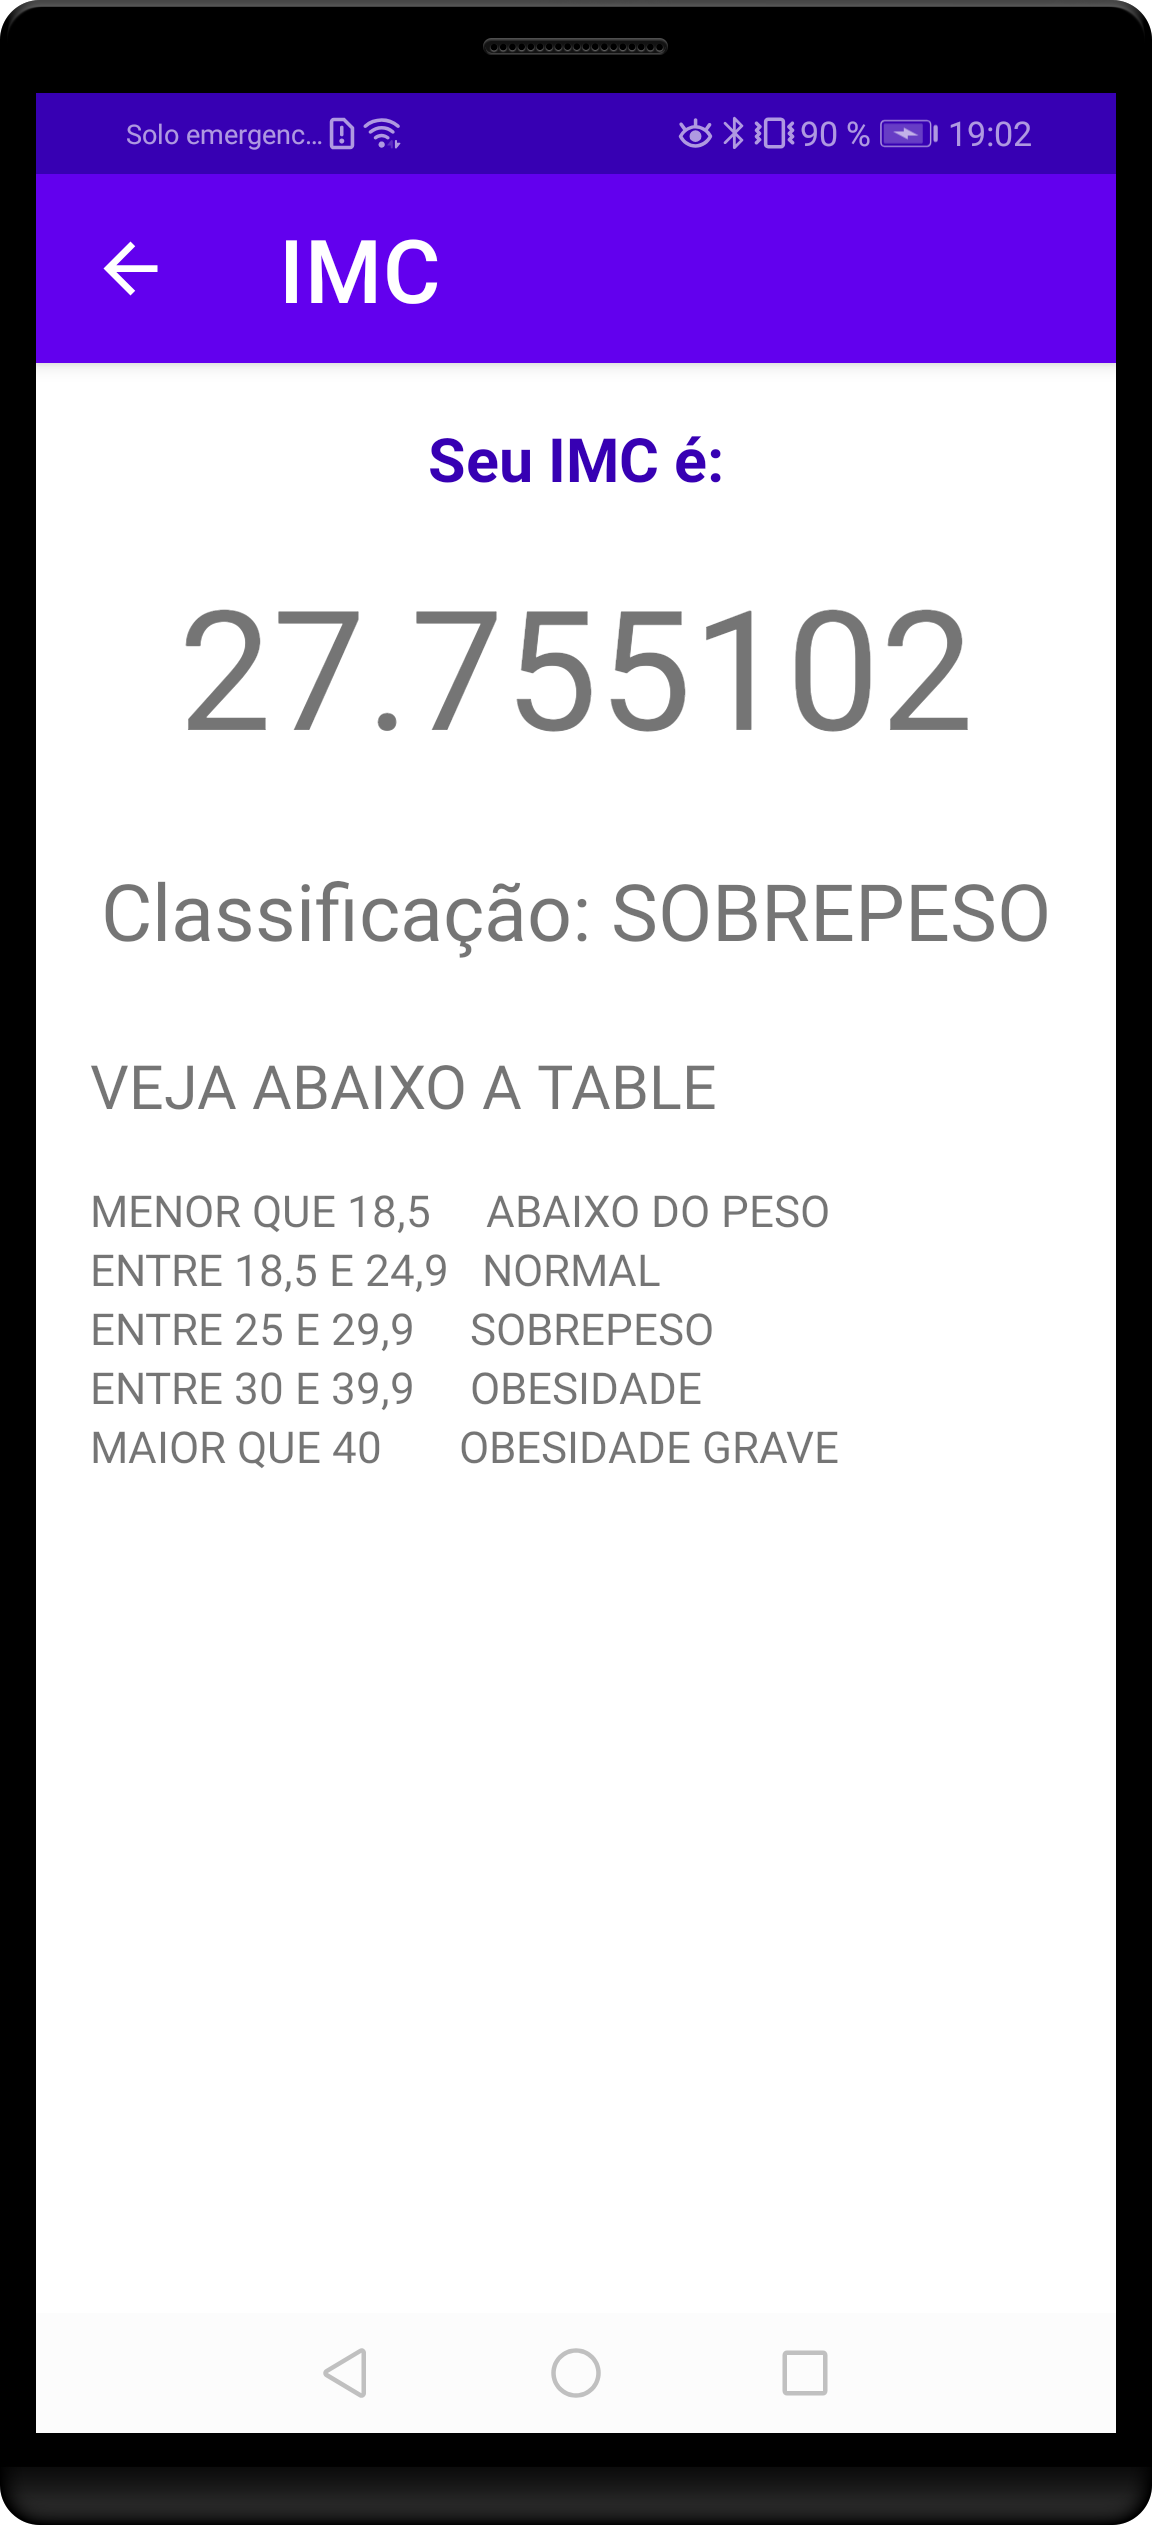 Solo emergenc... 90 % 19:02
IMC
Seu IMC é:
27.755102
Classificação: SOBREPESO
VEJA ABAIXO A TABLE
MENOR QUE 18,5 ABAIXO DO PESO
ENTRE 18,5 E 24,9 NORMAL
ENTRE 25 E 29,9 SOBREPESO
ENTRE 30 E 39,9 OBESIDADE
MAIOR QUE 40 OBESIDADE GRAVE